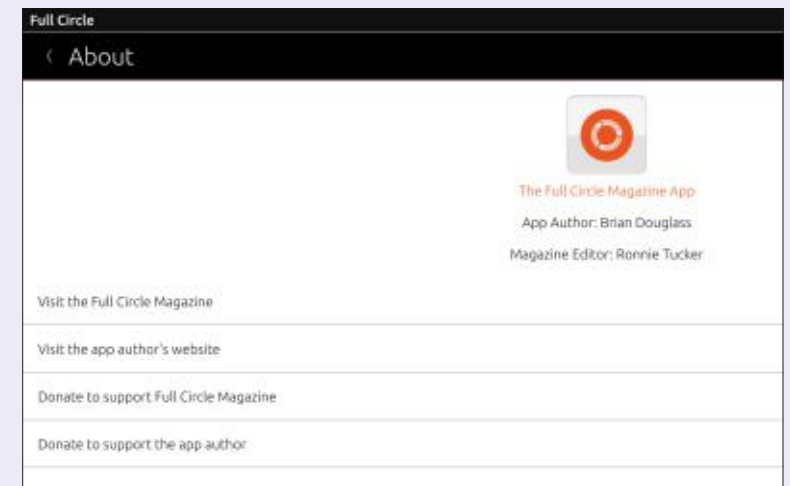 Full Circle
About
The Full Circle Magazine App
App Author: Brian Douglass
Magazine Editor: Ronnie Tucker
Visit the Full Circle Magazine
Visit the app author's website
Donate to support Full Circle Magazine
Donate to support the app author